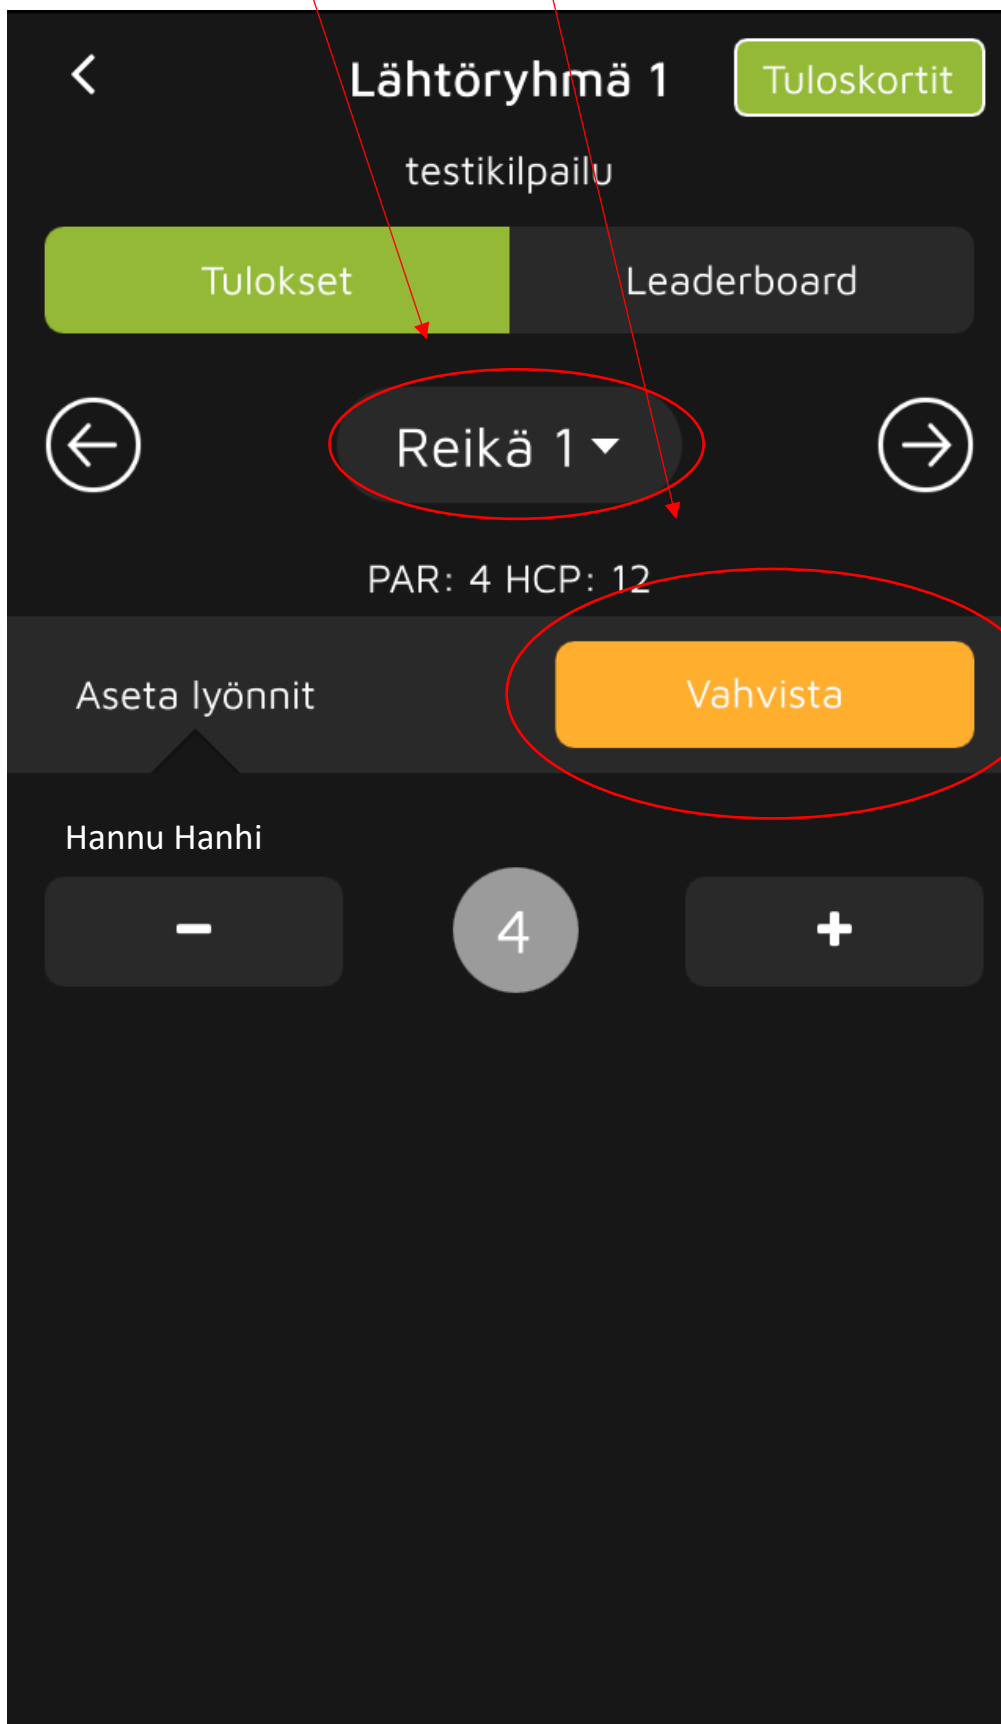 Lähtöryhmä 1
Tuloskortit
testikilpailu
Tulokset
Leaderboard
Reikä 1
PAR: 4 HCP: 12
Aseta lyönnit
Vahvista
Hannu Hanhi
4